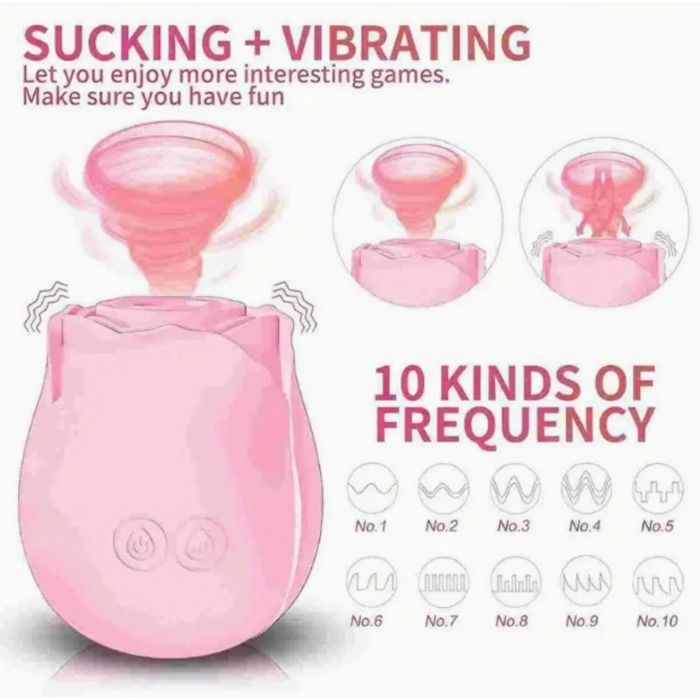 SUCKING + VIBRATING
Let you enjoy more interesting games.
Make sure you have fun
10 KINDS OF
FREQUENCY
No.1 No.2 No.3 No.4 No.5
No.6 No.7 No.8 No.9 No.10